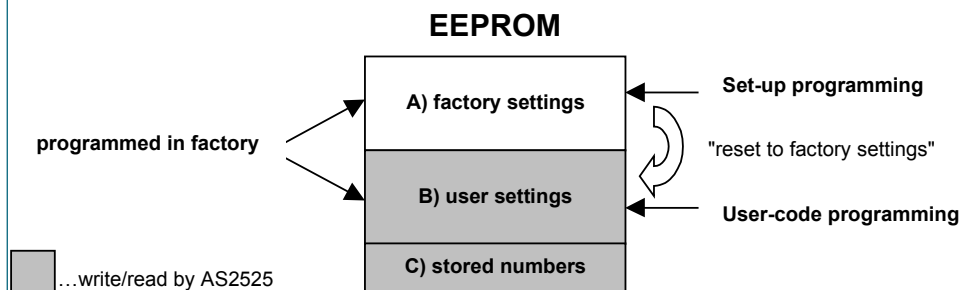 EEPROM
A) factory settings
Set-up programming
programmed in factory
"reset to factory settings"
B) user settings
User-code programming
C) stored numbers
...write/read by AS2525